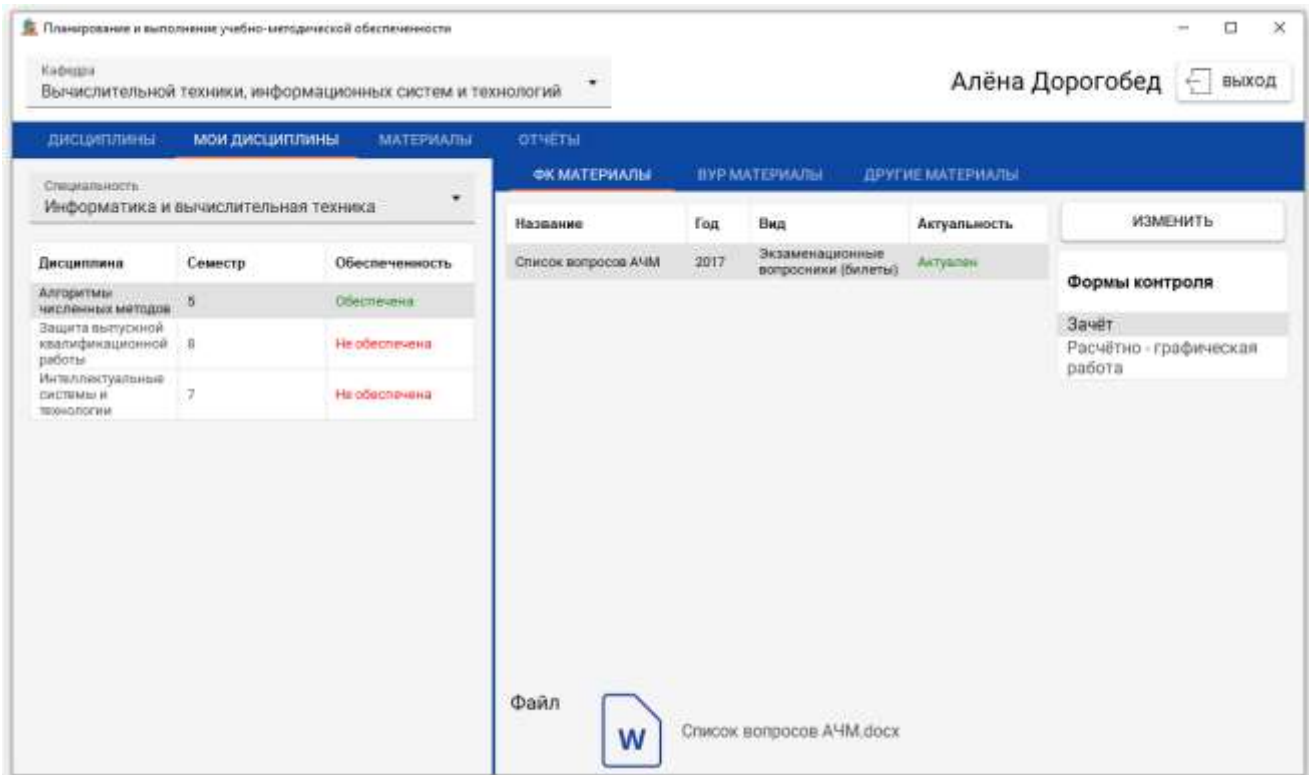 Планирование и выполнение учебно-методической обеспеченности
Кафедра
Вычислительной техники, информационных систем и технологий
Алёна Дорогобед
ВЫХОД
ДИСЦИПЛИНЫ
МОИ ДИСЦИПЛИНЫ
МАТЕРИАЛЫ
ОТЧЁТЫ
Специальность
Информатика и вычислительная техника
Дисциплина Семестр Обеспеченность
Алгоритмы
численных методов
5 Обеспечена
Защита выпускной
квалификационной
работы
8 Не обеспечена
Интеллектуальные
системы и
технологии
7 Не обеспечена
ФК МАТЕРИАЛЫ
ВУР МАТЕРИАЛЫ
ДРУГИЕ МАТЕРИАЛЫ
Название Год Вид Актуальность
Список вопросов АЧМ 2017
Экзаменационные
вопросники (билеты)
Актуален
ИЗМЕНИТЬ
Формы контроля
Зачёт
Расчётно - графическая
работа
Файл
W
Список вопросов АЧМ.docx